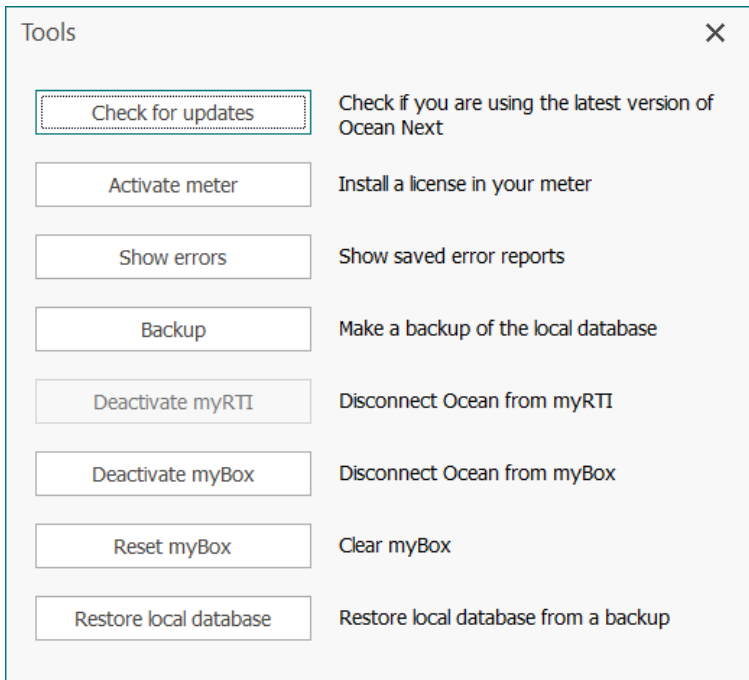 Tools
Check for updates
Check if you are using the latest version of
Ocean Next
Activate meter
Install a license in your meter
Show errors
Show saved error reports
Backup
Make a backup of the local database
Deactivate myRTI
Disconnect Ocean from myRTI
Deactivate myBox
Disconnect Ocean from myBox
Reset myBox
Clear myBox
Restore local database
Restore local database from a backup